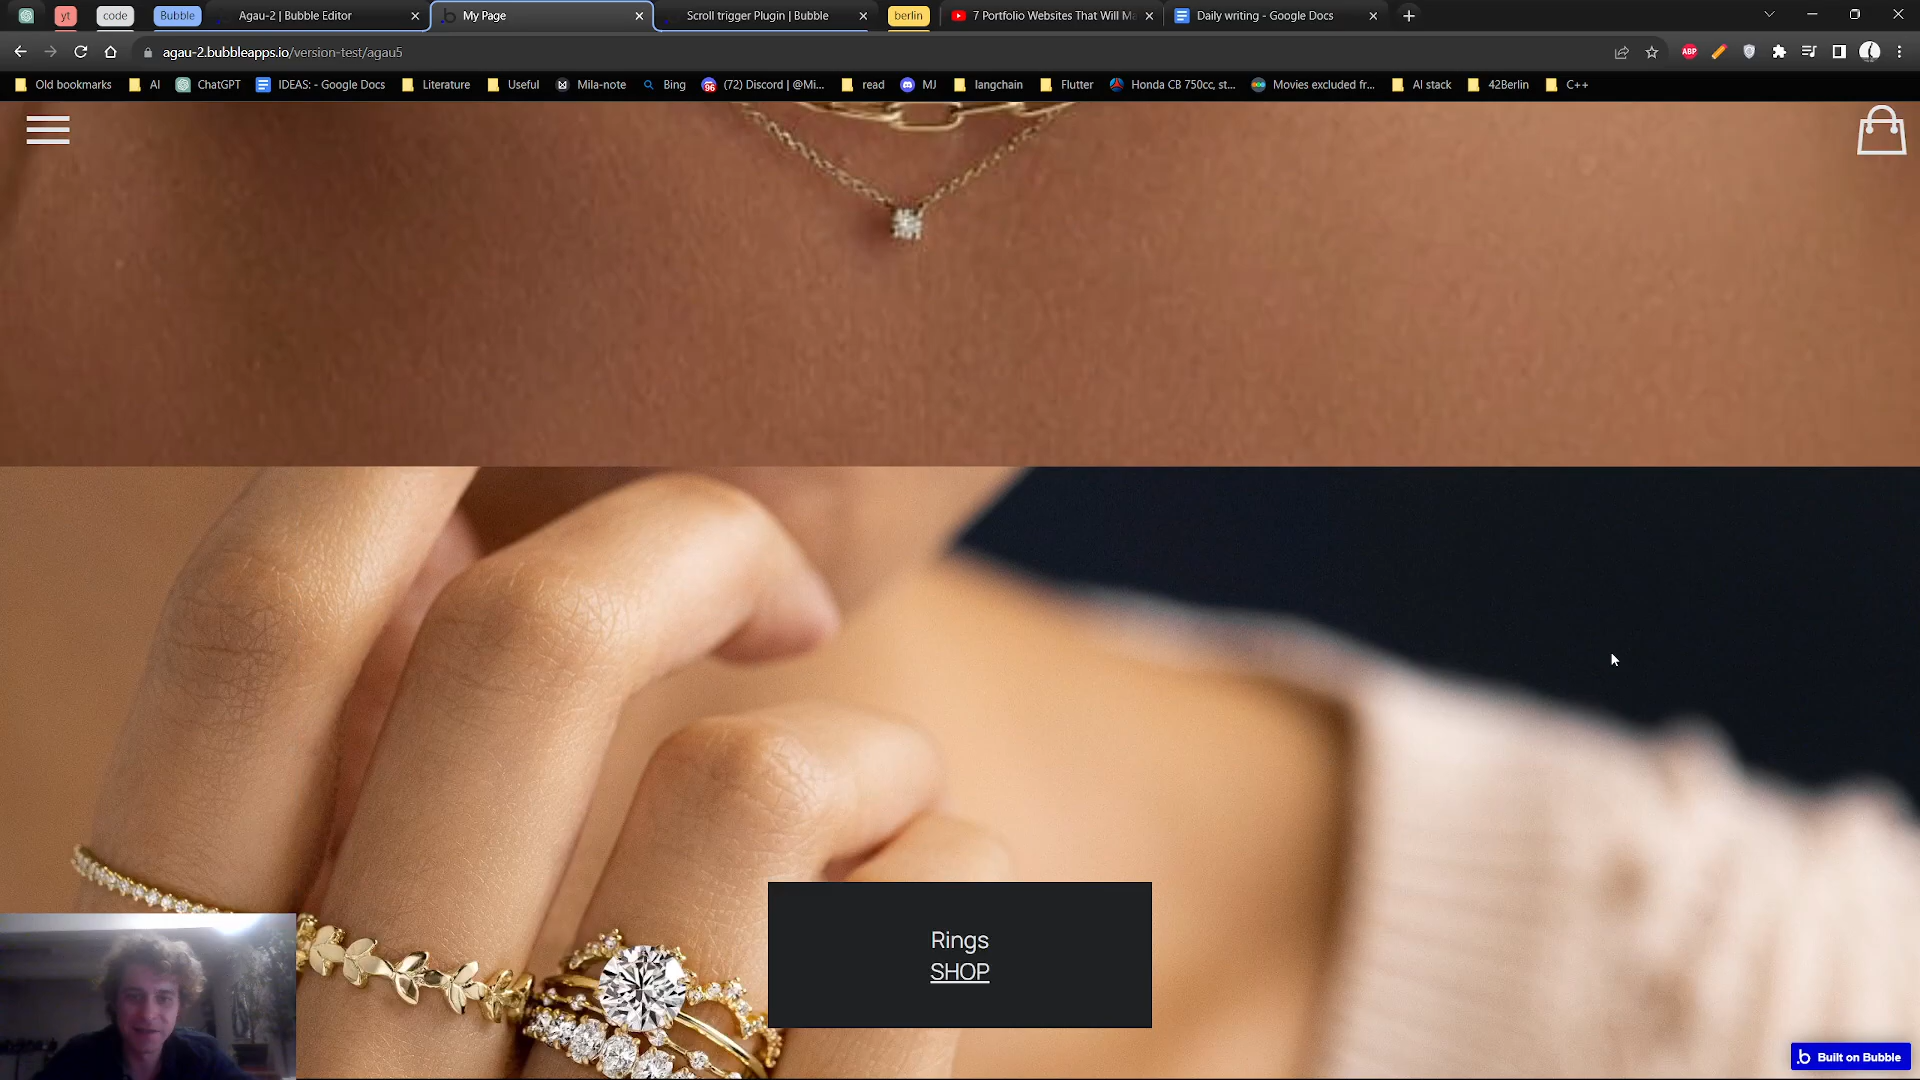 yt
code
Bubble
Agau-2 | Bubble Editor
My Page
Scroll trigger Plugin | Bubble
berlin
7 Portfolio Websites That Will M
Daily writing - Google Docs
agau-2.bubbleapps.io/version-test/agau5
ABP
Old bookmarks
AI
ChatGPT
IDEAS: - Google Docs
Literature
Useful
Mila-note
Bing
96
(72) Discord | @Mi...
read
MJ
langchain
Flutter
Honda CB 750cc, st...
Movies excluded fr...
AI stack
42Berlin
C++
Rings
SHOP
b Built on Bubble